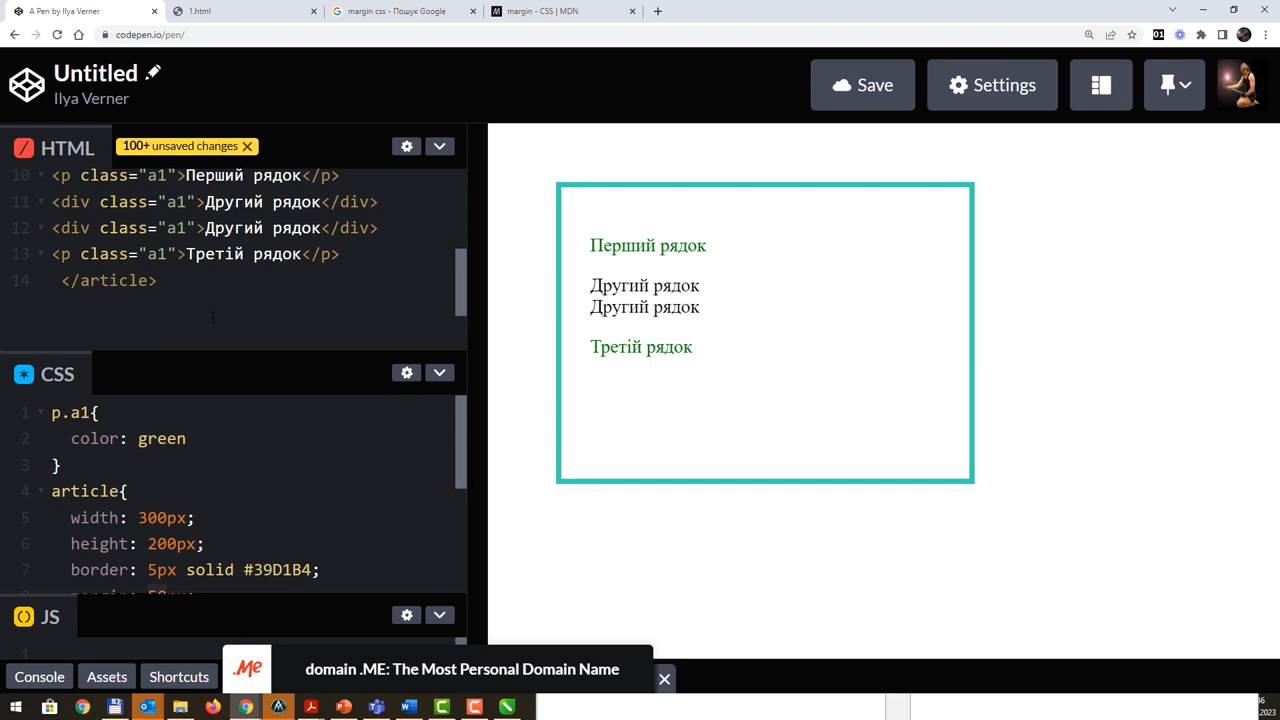 A Pen by Ilya Verner
1.html
margin css - Пошук Google
margin - CSS | MDN
codepen.io/pen/
01
Untitled
Ilya Verner
Save
Settings
HTML
100+ unsaved changes
10 <p class="a1">Перший рядок</p>
11 <div class="a1">Другий рядок</div>
12 <div class="a1">Другий рядок</div>
13 <p class="a1">Третій рядок</p>
14 </article>
CSS
1 p.a1{
2 color: green
3 }
4 article{
5 width: 300px;
6 height: 200px;
7 border: 5px solid #39D1B4;
JS
1
Перший рядок
Другий рядок
Другий рядок
Третій рядок
Console
Assets
Shortcuts
.Me
domain .ME: The Most Personal Domain Name